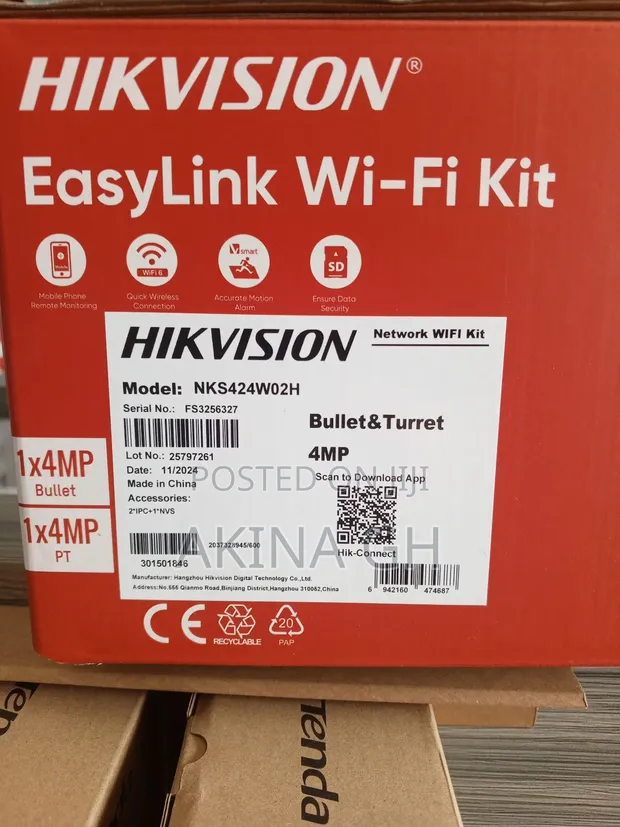 HIKVISION®
EasyLink Wi-Fi Kit
Mobile
WiFi 6
V smart
SD
Mobile Phone
Remote Monitoring
Quick Wireless
Connection
Accurate Motion
Alarm
Ensure Data
Security
HIKVISION
Network WIFI Kit
Model: NKS424W02H
Serial No.: FS3256327
Bullet&Turret
4MP
Lot No.: 25797261
Date: 11/2024
Made in China
Accessories:
2*IPC+1*NVS
Scan to Download App
Hik-Connect
2037328945/600
301501846
6 942160 474687
Manufacturer: Hangzhou Hikvision Digital Technology Co.,Ltd.
Address:No.555 Qianmo Road,Binjiang District,Hangzhou 310052,China
1x4MP
Bullet
1x4MP
PT
POSTED ON JIJI
AKINA GH
CE
RECYCLABLE
20
PAP
Tenda
Tenda